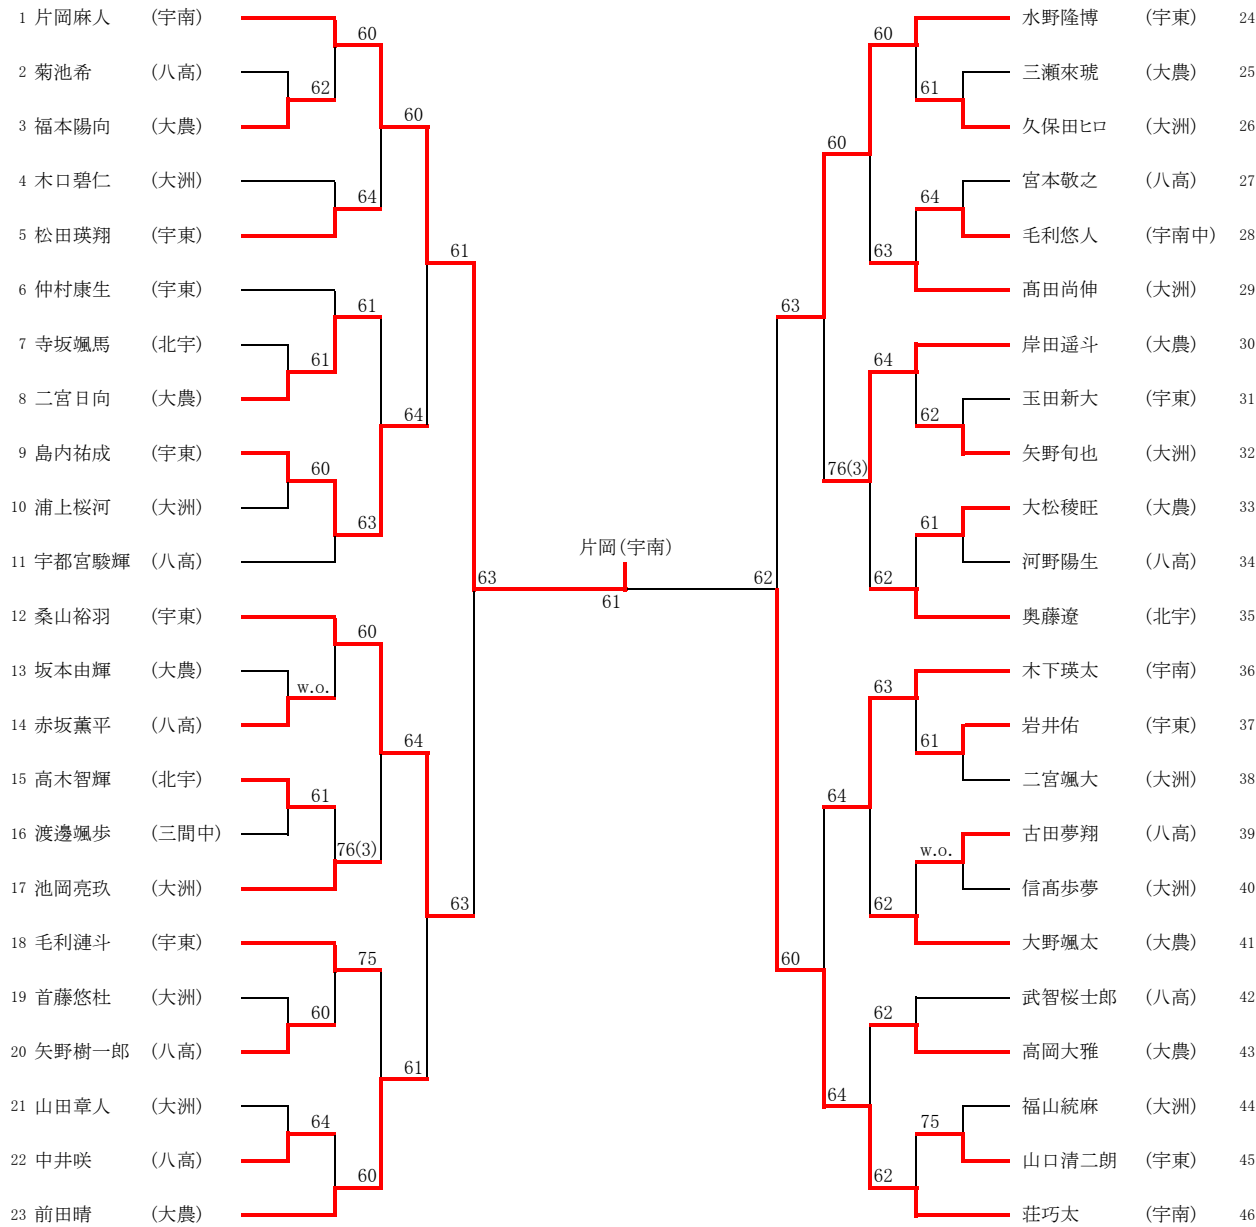 1 片岡麻人 (宇南)
2 菊池希 (八高)
3 福本陽向 (大農)
4 木口碧仁 (大洲)
5 松田瑛翔 (宇東)
6 仲村康生 (宇東)
7 寺坂颯馬 (北宇)
8 二宮日向 (大農)
9 島内祐成 (宇東)
10 浦上桜河 (大洲)
11 宇都宮駿輝 (八高)
12 桑山裕羽 (宇東)
13 坂本由輝 (大農)
14 赤坂薫平 (八高)
15 高木智輝 (北宇)
16 渡邊颯歩 (三間中)
17 池岡亮玖 (大洲)
18 毛利漣斗 (宇東)
19 首藤悠杜 (大洲)
20 矢野樹一郎 (八高)
21 山田章人 (大洲)
22 中井咲 (八高)
23 前田晴 (大農)
62
61
60
w.o.
61
60
64
60
64
61
63
60
76(3)
75
60
60
64
64
61
61
63
63
片岡(宇南)
61
62
63
60
60
76(3)
64
64
60
63
64
62
63
62
62
62
61
64
62
61
61
w.o.
75
水野隆博 (宇東) 24
三瀬來琥 (大農) 25
久保田ヒロ (大洲) 26
宮本敬之 (八高) 27
毛利悠人 (宇南中) 28
髙田尚伸 (大洲) 29
岸田遥斗 (大農) 30
玉田新大 (宇東) 31
矢野旬也 (大洲) 32
大松稜旺 (大農) 33
河野陽生 (八高) 34
奥藤遼 (北宇) 35
木下瑛太 (宇南) 36
岩井佑 (宇東) 37
二宮颯大 (大洲) 38
古田夢翔 (八高) 39
信髙歩夢 (大洲) 40
大野颯太 (大農) 41
武智桜士郎 (八高) 42
高岡大雅 (大農) 43
福山統麻 (大洲) 44
山口清二朗 (宇東) 45
荘巧太 (宇南) 46